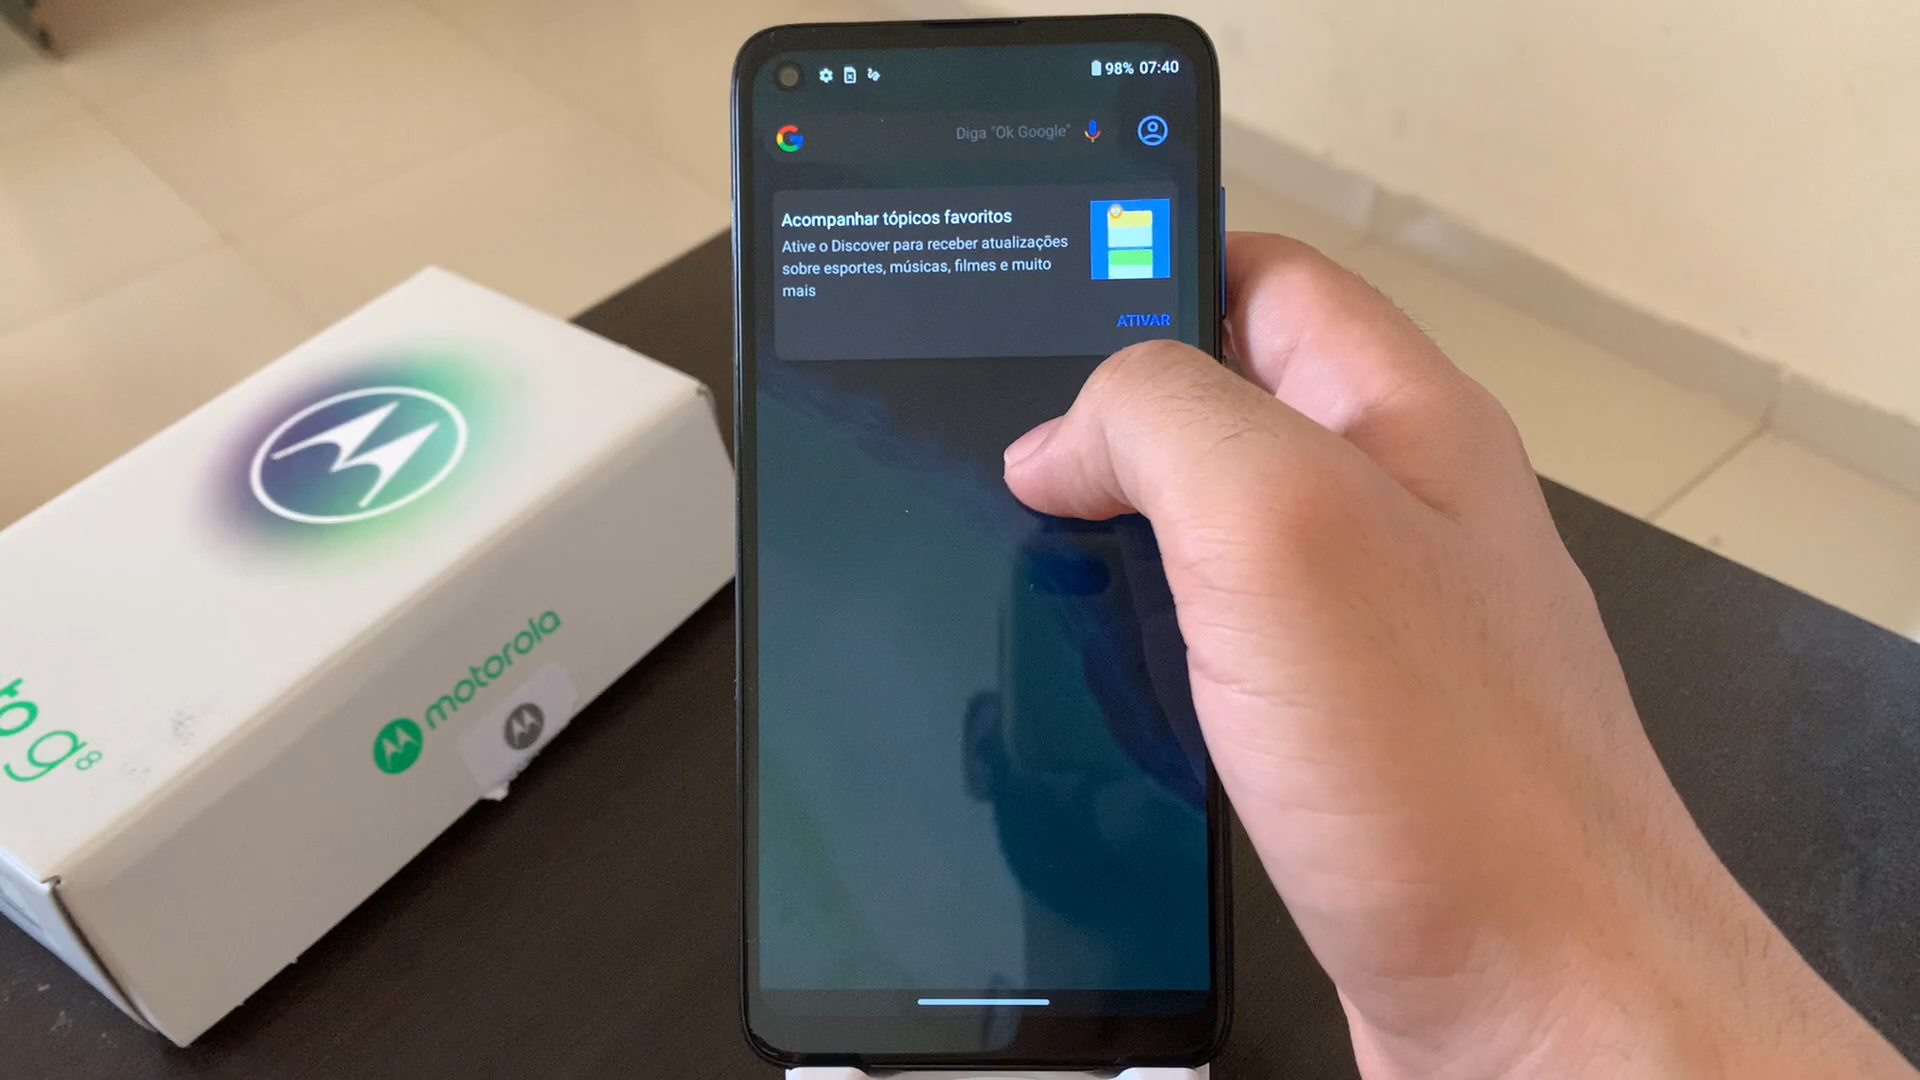 98% 07:40
Diga "Ok Google"
Acompanhar tópicos favoritos
Ative o Discover para receber atualizações
sobre esportes, músicas, filmes e muito
mais
ATIVAR
motorola
g8